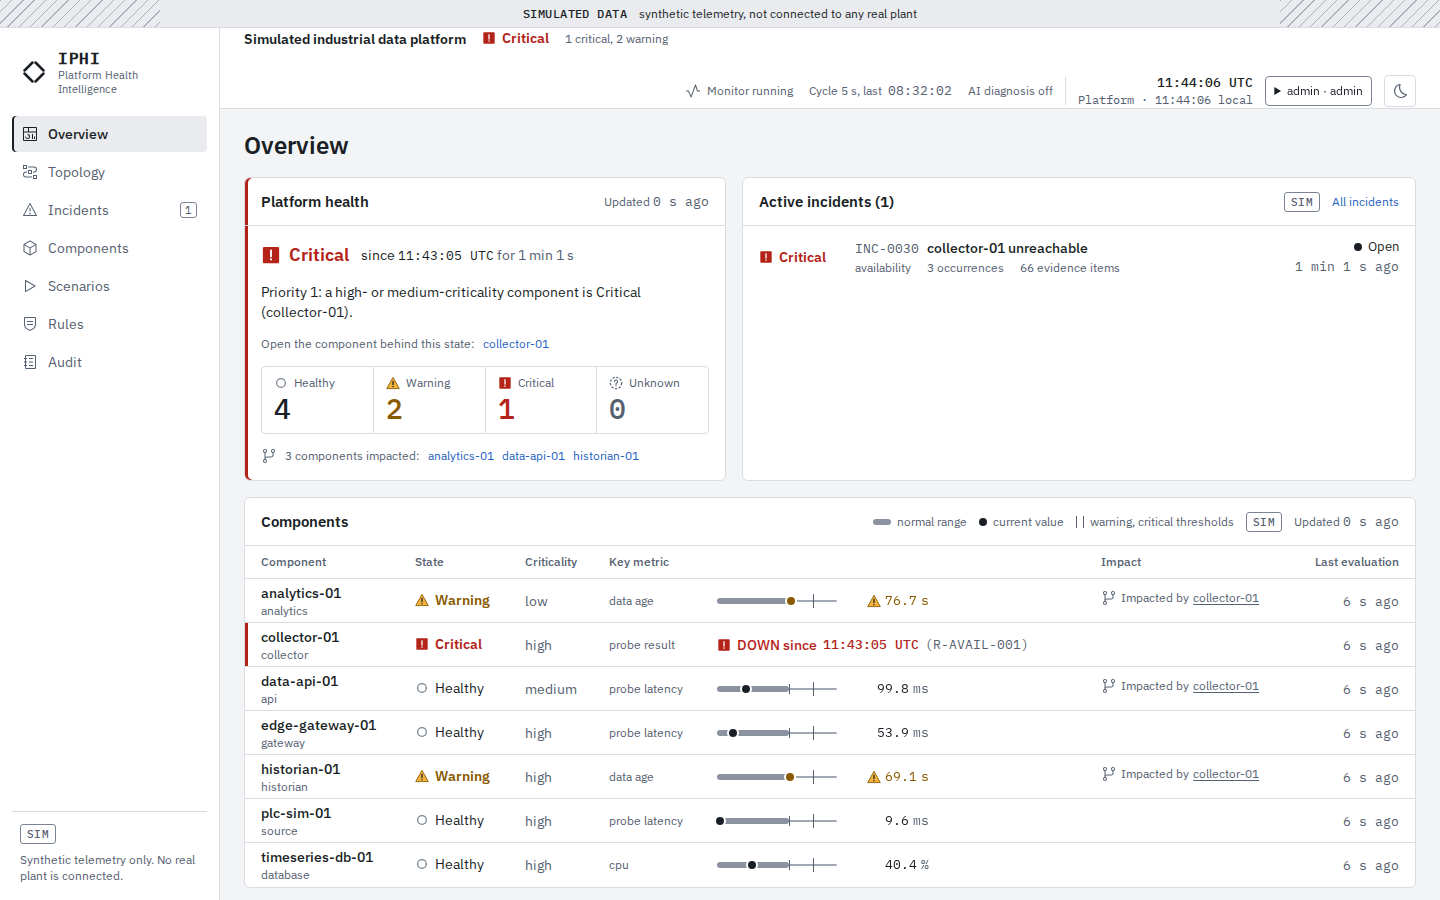 SIMULATED DATA synthetic telemetry, not connected to any real plant
IPHI
Platform Health
Intelligence
Overview
Topology
Incidents 1
Components
Scenarios
Rules
Audit
SIM
Synthetic telemetry only. No real
plant is connected.
Simulated industrial data platform Critical 1 critical, 2 warning
Monitor running Cycle 5 s, last 08:32:02 AI diagnosis off
11:44:06 UTC
Platform · 11:44:06 local
admin · admin
Overview
Platform health Updated 0 s ago
Critical since 11:43:05 UTC for 1 min 1 s
Priority 1: a high- or medium-criticality component is Critical
(collector-01).
Open the component behind this state: collector-01
Healthy Warning Critical Unknown
4 2 1 0
3 components impacted: analytics-01 data-api-01 historian-01
Active incidents (1) SIM All incidents
Critical INC-0030 collector-01 unreachable Open
availability 3 occurrences 66 evidence items 1 min 1 s ago
Components normal range current value warning, critical thresholds SIM Updated 0 s ago
Component State Criticality Key metric Impact Last evaluation
analytics-01 Warning low data age 76.7 s Impacted by collector-01 6 s ago
analytics
collector-01 Critical high probe result DOWN since 11:43:05 UTC (R-AVAIL-001) 6 s ago
collector
data-api-01 Healthy medium probe latency 99.8 ms Impacted by collector-01 6 s ago
api
edge-gateway-01 Healthy high probe latency 53.9 ms 6 s ago
gateway
historian-01 Warning high data age 69.1 s Impacted by collector-01 6 s ago
historian
plc-sim-01 Healthy high probe latency 9.6 ms 6 s ago
source
timeseries-db-01 Healthy high cpu 40.4 % 6 s ago
database